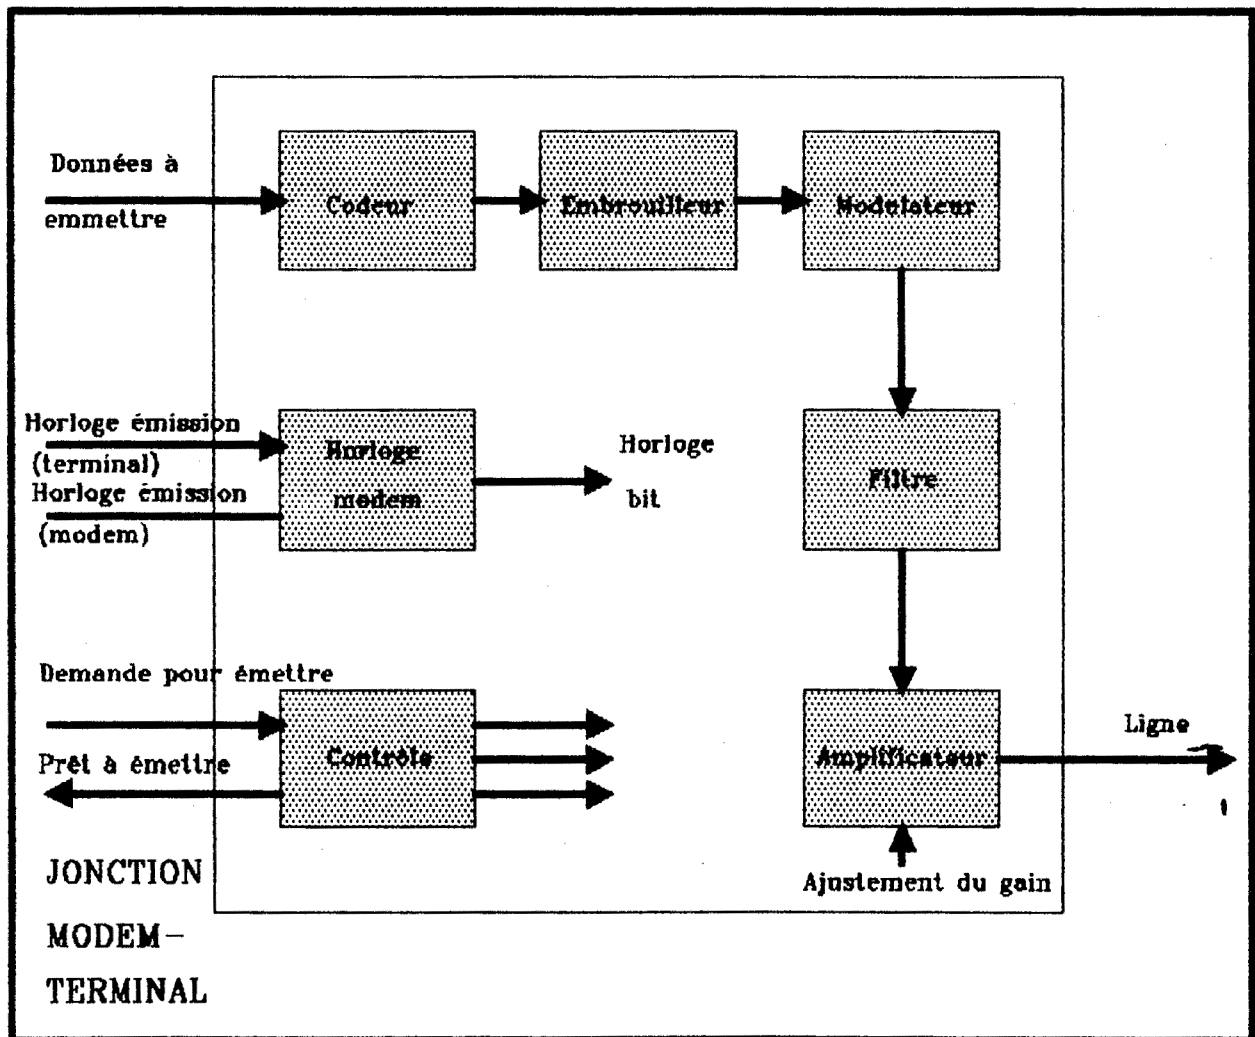 Données à
emmettre
Codeur
Embrouilleur
Modulateur
Horloge émission
(terminal)
Horloge émission
(modem)
Horloge
modem
Horloge
bit
Filtre
Demande pour émettre
Prêt à émettre
Contrôle
Amplificateur
Ligne
Ajustement du gain
JONCTION
MODEM-
TERMINAL